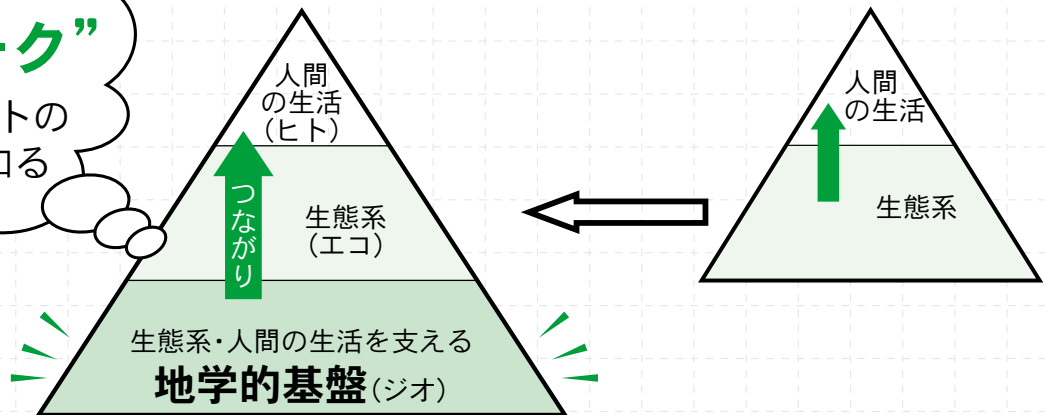 ーク”
トの
る
人間
の生活
（ヒト）
つながり
生態系
（エコ）
生態系・人間の生活を支える
地学的基盤（ジオ）
人間
の生活
生態系